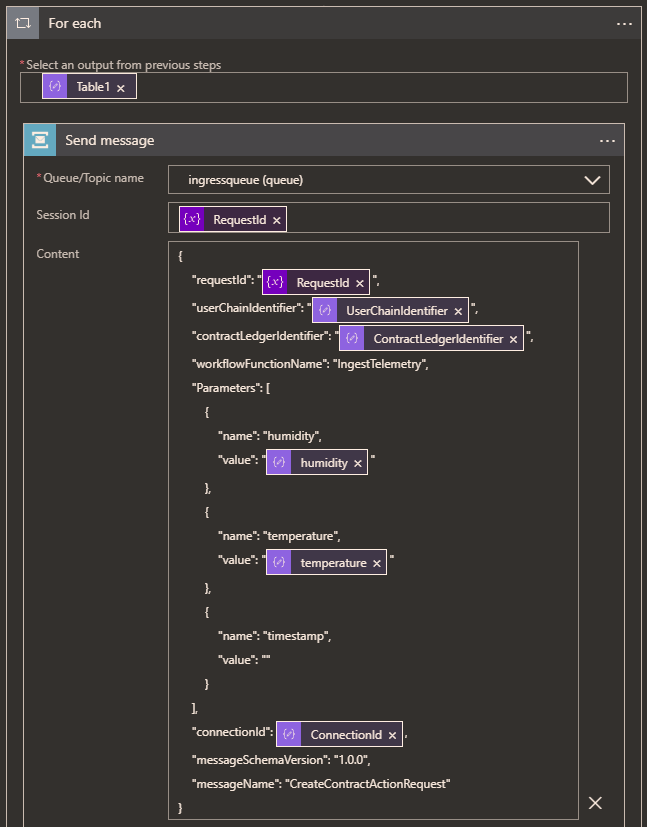 For each
...
*Select an output from previous steps
{/} Table1 ×
Send message
...
*Queue/Topic name
ingressqueue (queue)
Session Id
{x} RequestId ×
Content
{
"requestId": "{x} RequestId ×",
"userChainIdentifier": "{/} UserChainIdentifier ×",
"contractLedgerIdentifier": "{/} ContractLedgerIdentifier ×",
"workflowFunctionName": "IngestTelemetry",
"Parameters": [
{
"name": "humidity",
"value": "{/} humidity ×"
},
{
"name": "temperature",
"value": "{/} temperature ×"
},
{
"name": "timestamp",
"value": ""
}
],
"connectionId": {/} ConnectionId ×,
"messageSchemaVersion": "1.0.0",
"messageName": "CreateContractActionRequest"
}